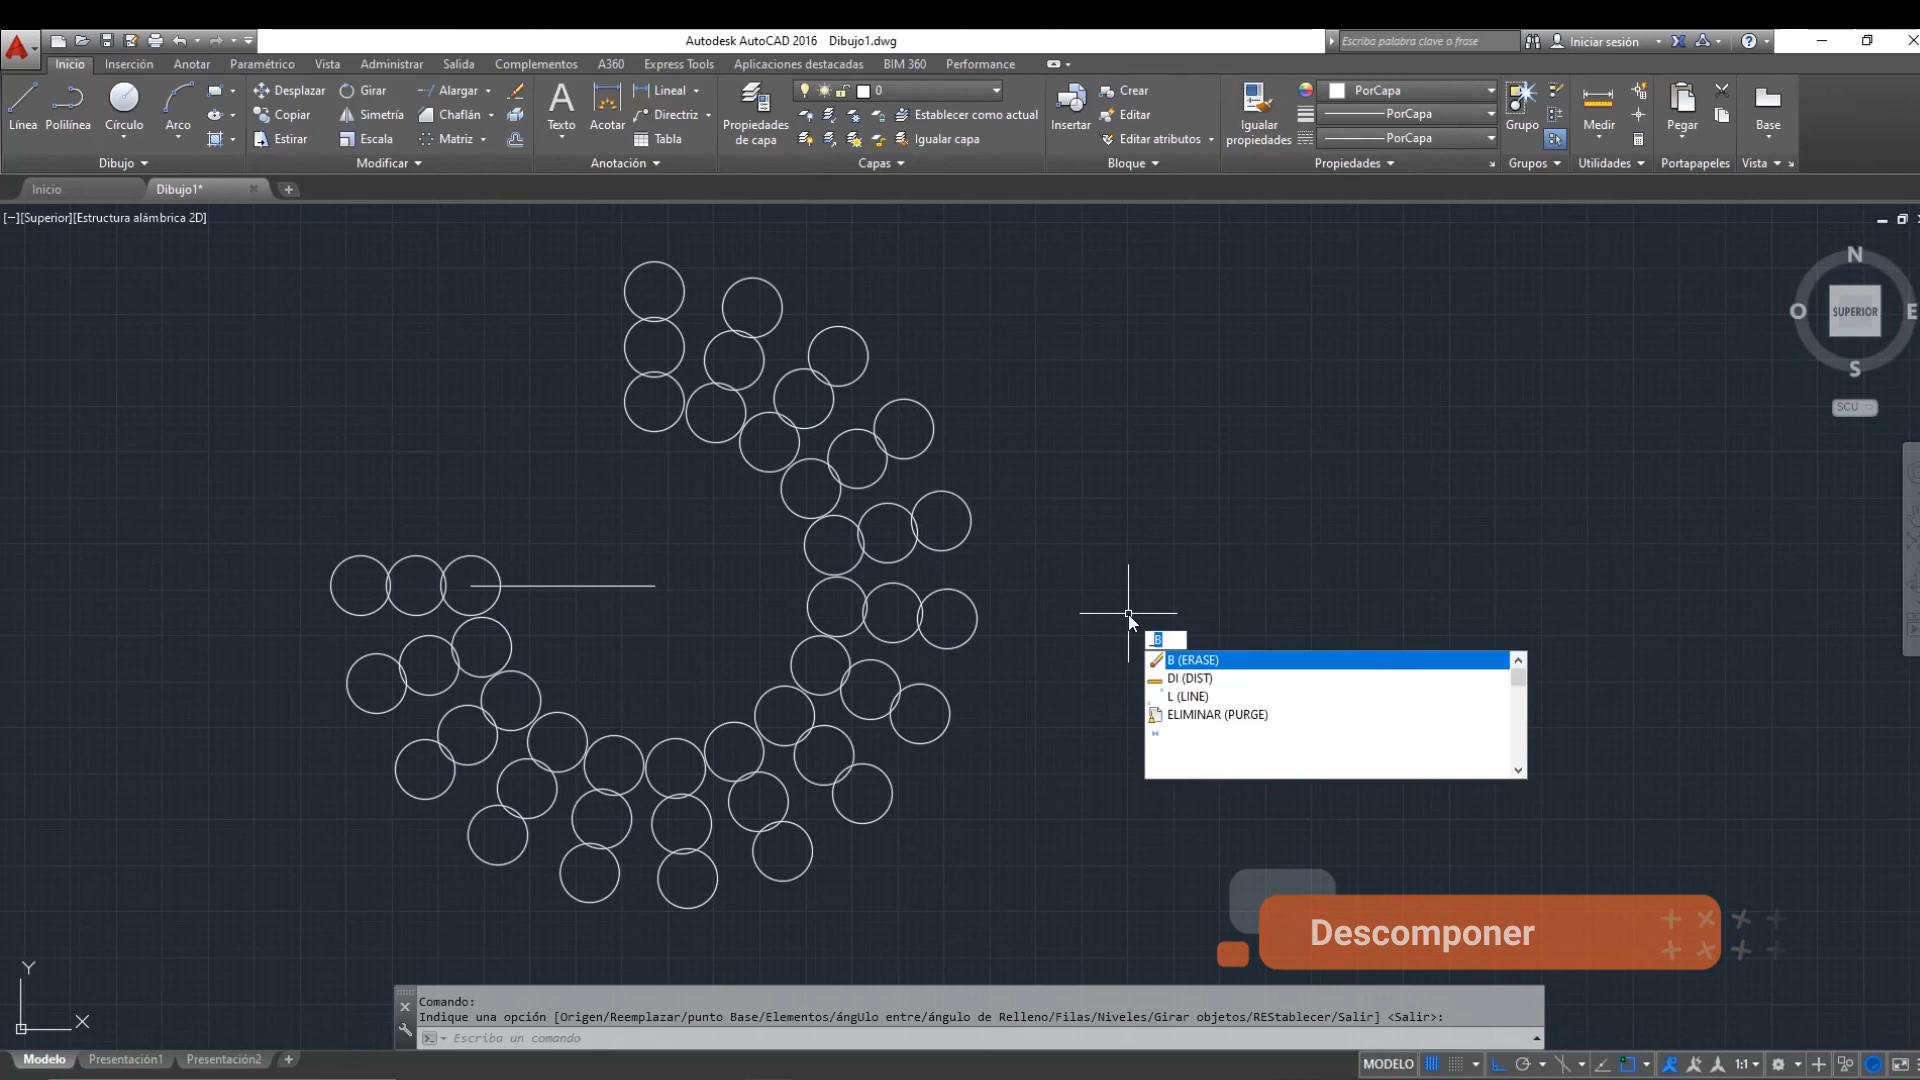 Autodesk AutoCAD 2016 Dibujo1.dwg
Escriba palabra clave o frase
Iniciar sesión
Inicio Inserción Anotar Paramétrico Vista Administrar Salida Complementos A360 Express Tools Aplicaciones destacadas BIM 360 Performance
Línea Polilínea Círculo Arco
Desplazar Girar Alargar
Copiar Simetría Chaflán
Estirar Escala Matriz
Texto Acotar
Lineal
Directriz
Tabla
Propiedades de capa
0
Establecer como actual
Igualar capa
Insertar
Crear
Editar
Editar atributos
Igualar propiedades
PorCapa
PorCapa
PorCapa
Grupo
Medir
Pegar
Base
Dibujo Modificar Anotación Capas Bloque Propiedades Grupos Utilidades Portapapeles Vista
Inicio Dibujo1*
[−][Superior][Estructura alámbrica 2D]
N
O SUPERIOR E
S
SCU
_B
B (ERASE)
DI (DIST)
L (LINE)
ELIMINAR (PURGE)
Descomponer
Y
X
Comando:
Indique una opción [Origen/Reemplazar/punto Base/Elementos/ángUlo entre/ángulo de Relleno/Filas/Niveles/Girar objetos/REStablecer/Salir] <Salir>:
Escriba un comando
Modelo Presentación1 Presentación2 +
MODELO 1:1